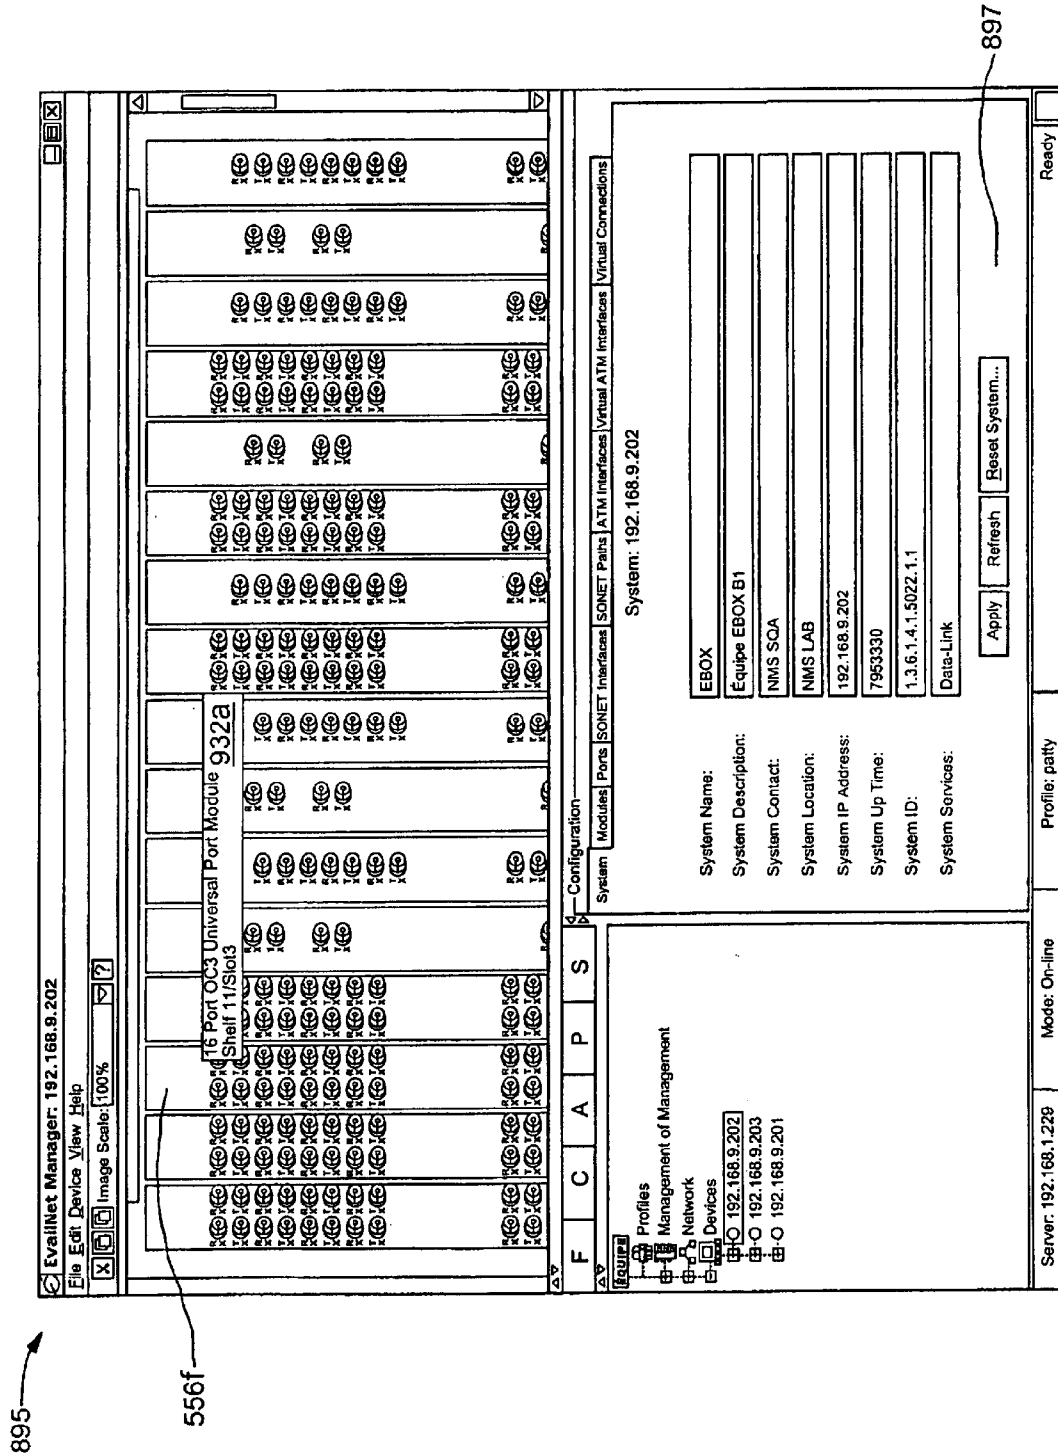 895
EvailNet Manager: 192.168.9.202
File Edit Device View Help
Image Scale: 100%
?
556f
16 Port OC3 Universal Port Module
Shelf 11/Slot3
932a
F C A P S
Configuration
System Modules Ports SONET Interfaces SONET Paths ATM Interfaces Virtual ATM Interfaces Virtual Connections
EQUIPE
Profiles
Management of Management
Network
Devices
192.168.9.202
192.168.9.203
192.168.9.201
System: 192.168.9.202
System Name: EBOX
System Description: Equipe EBOX B1
System Contact: NMS SQA
System Location: NMS LAB
System IP Address: 192.168.9.202
System Up Time: 7953330
System ID: 1.3.6.1.4.1.5022.1.1
System Services: Data-Link
Apply Refresh Reset System...
897
Server: 192.168.1.229 Mode: On-line Profile: patty Ready